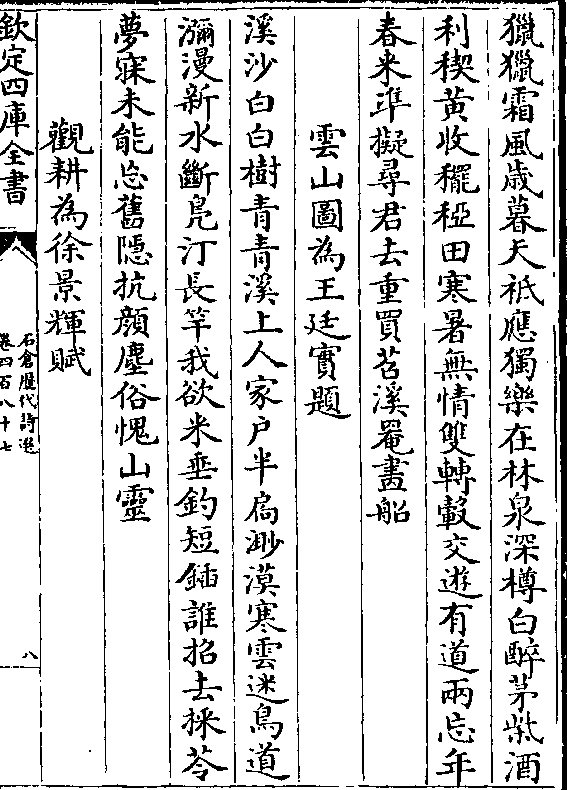 獵獵霜風歲暮天祗應獨樂在林泉深樽白醉茅柴酒
利稧黃收穲稏田寒暑無情雙轉轂交遊有道兩忘年
春来準擬尋君去重買苕溪罨畫船
雲山圖為王廷實題
溪沙白白樹青青溪上人家户半扃渺漠寒雲迷鳥道
瀰漫新水斷鳧汀長竿我欲来垂釣短鍤誰招去採苓
夢寐未能忘舊隱抗顔塵俗愧山靈
觀耕為徐景輝賦
欽定四庫全書
石倉歷代詩選
卷四百八十七
八